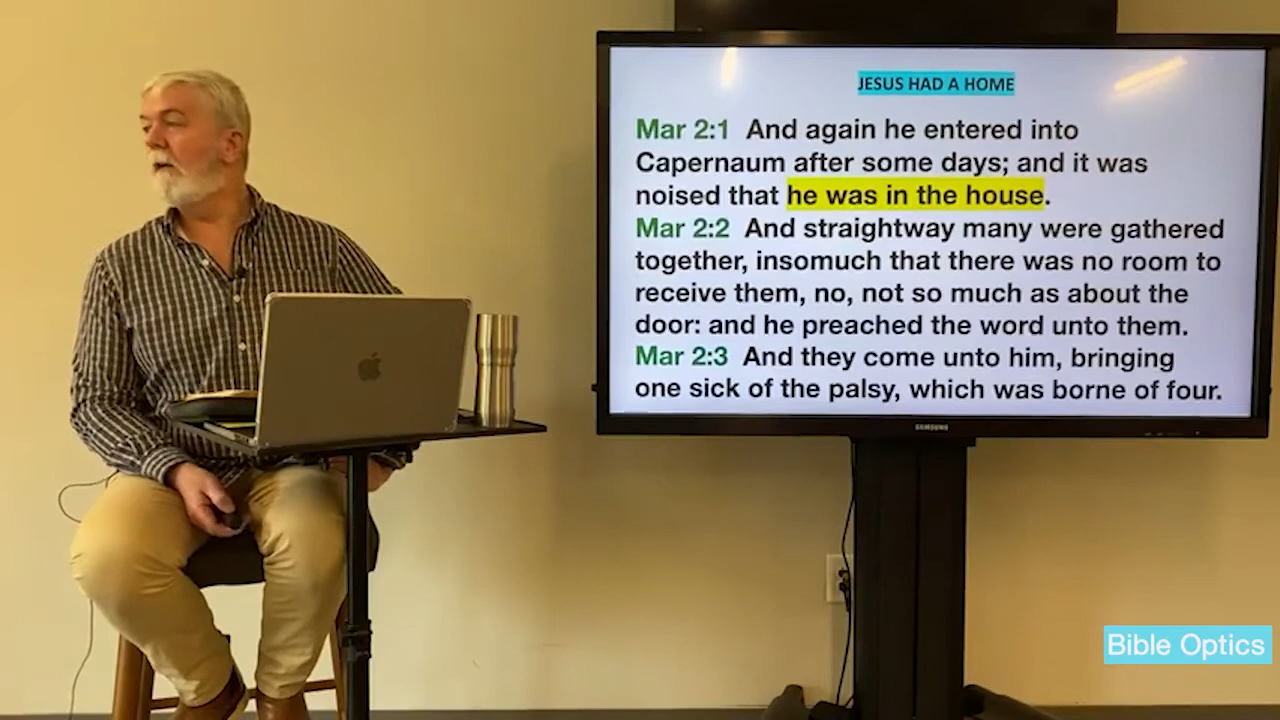 JESUS HAD A HOME
Mar 2:1 And again he entered into
Capernaum after some days; and it was
noised that he was in the house.
Mar 2:2 And straightway many were gathered
together, insomuch that there was no room to
receive them, no, not so much as about the
door: and he preached the word unto them.
Mar 2:3 And they come unto him, bringing
one sick of the palsy, which was borne of four.
SAMSUNG
Bible Optics